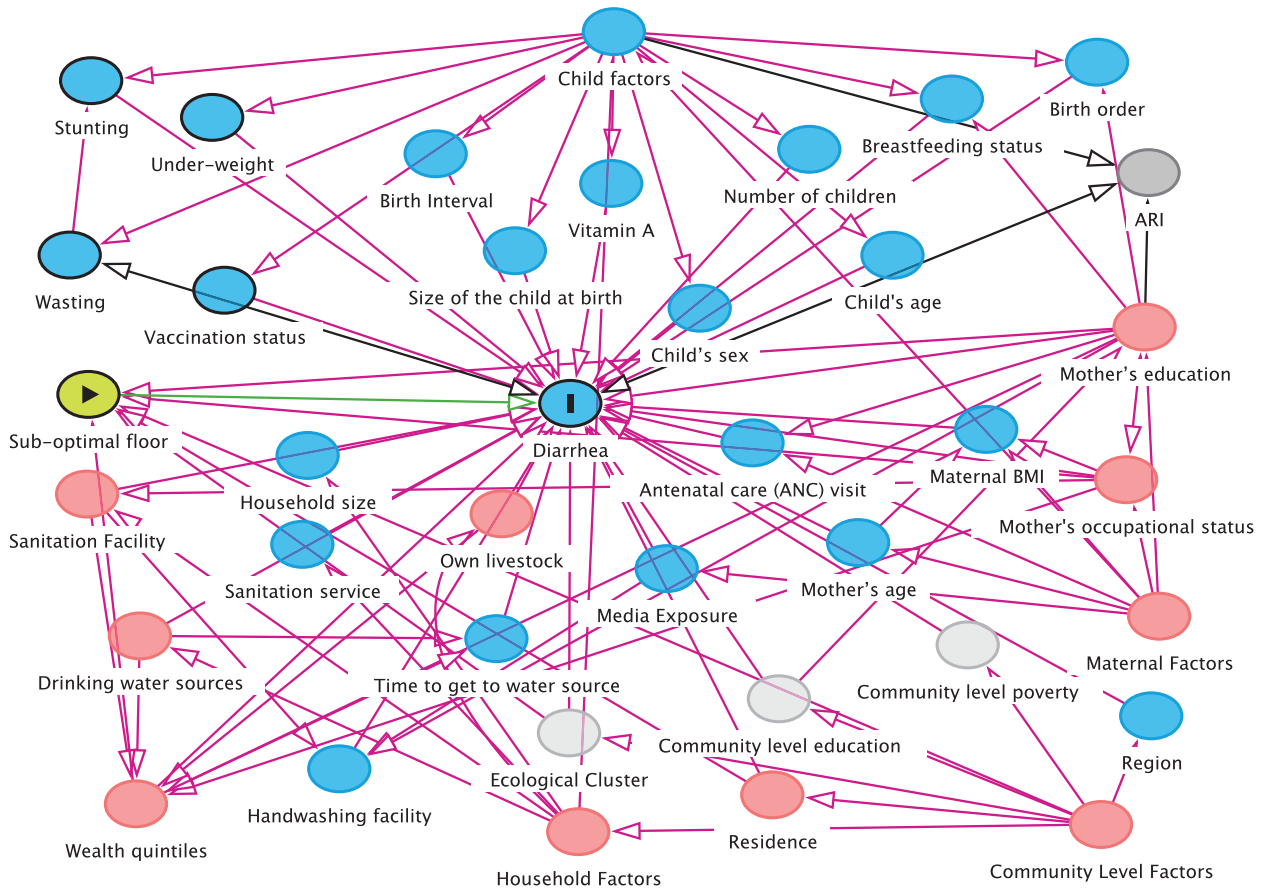 Child factors
Birth order
Stunting
Under-weight
Breastfeeding status
Birth Interval
Number of children
Vitamin A
ARI
Wasting
Size of the child at birth
Child's age
Vaccination status
Child’s sex
Mother’s education
Sub-optimal floor
Diarrhea
Household size
Antenatal care (ANC) visit
Maternal BMI
Mother's occupational status
Sanitation Facility
Own livestock
Sanitation service
Media Exposure
Mother’s age
Maternal Factors
Drinking water sources
Time to get to water source
Community level poverty
Community level education
Region
Ecological Cluster
Handwashing facility
Residence
Wealth quintiles
Household Factors
Community Level Factors